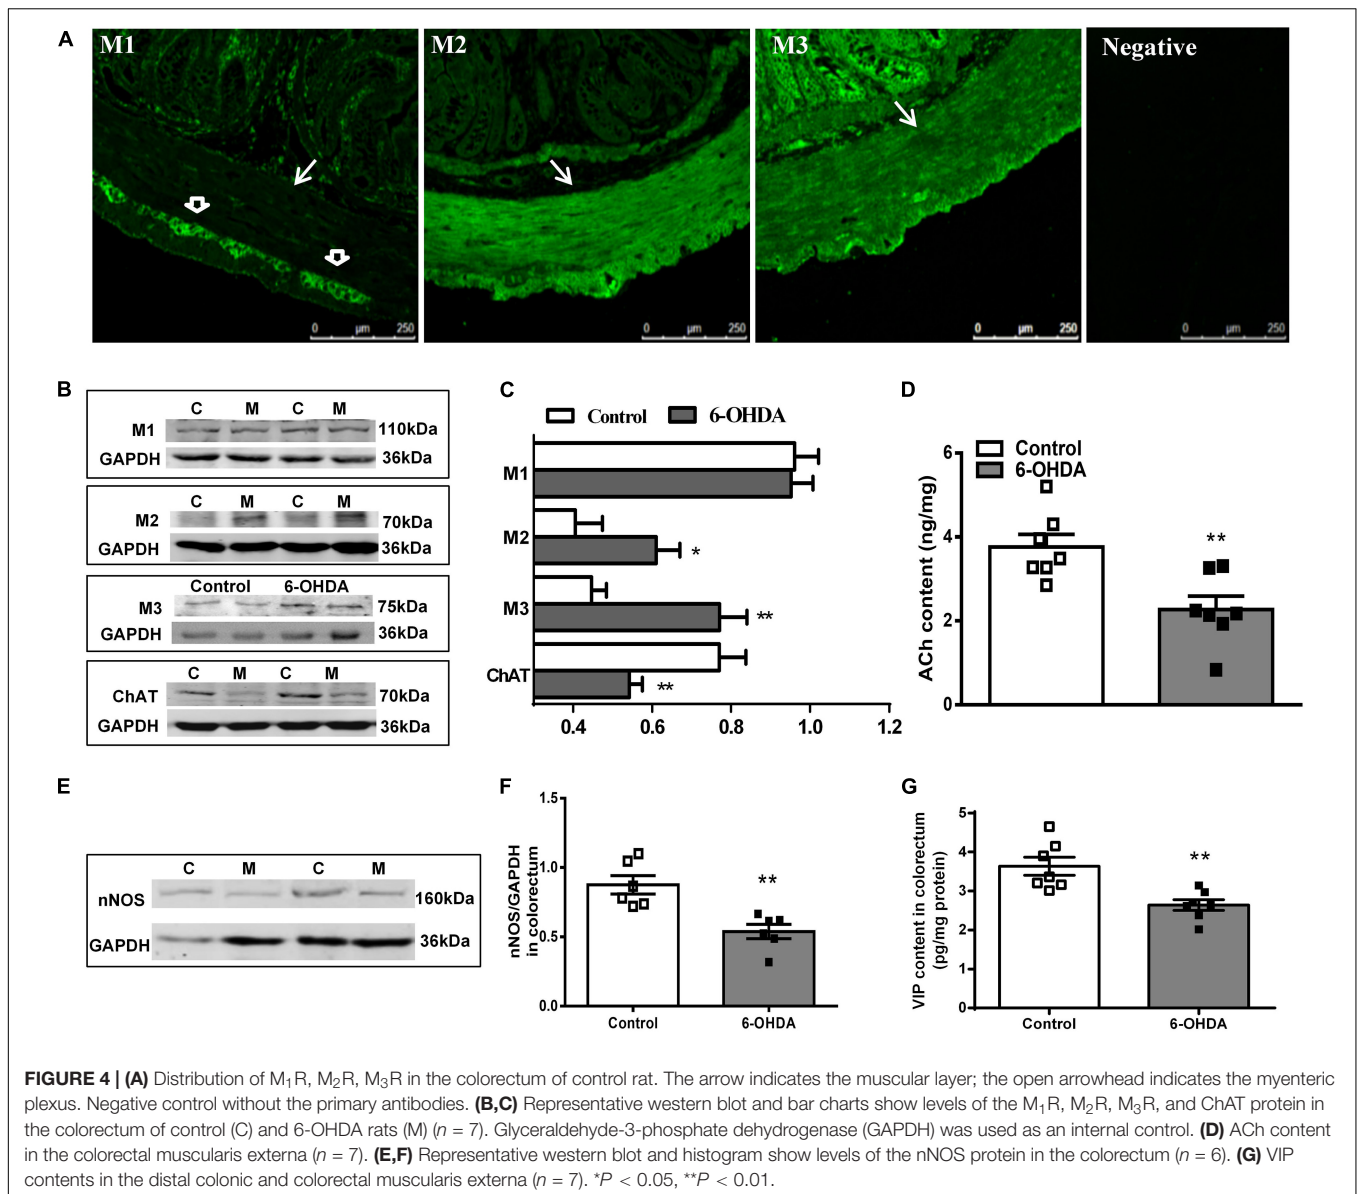 A
M1
M2
M3
Negative
0 µm 250
0 µm 250
0 µm 250
0 µm 250
B
C M C M
M1 110kDa
GAPDH 36kDa
C M C M
M2 70kDa
GAPDH 36kDa
Control 6-OHDA
M3 75kDa
GAPDH 36kDa
C M C M
ChAT 70kDa
GAPDH 36kDa
C
Control 6-OHDA
M1
M2
*
M3
**
ChAT
**
0.4 0.6 0.8 1.0 1.2
D
Control
6-OHDA
ACh content (ng/mg)
6
4
2
0
**
E
C M C M
nNOS 160kDa
GAPDH 36kDa
F
nNOS/GAPDH
in colorectum
1.5
1.0
0.5
0.0
**
Control 6-OHDA
G
VIP content in colorectum
(pg/mg protein)
5
4
3
2
1
0
**
Control 6-OHDA
FIGURE 4 | (A) Distribution of M₁R, M₂R, M₃R in the colorectum of control rat. The arrow indicates the muscular layer; the open arrowhead indicates the myenteric
plexus. Negative control without the primary antibodies. (B,C) Representative western blot and bar charts show levels of the M₁R, M₂R, M₃R, and ChAT protein in
the colorectum of control (C) and 6-OHDA rats (M) (n = 7). Glyceraldehyde-3-phosphate dehydrogenase (GAPDH) was used as an internal control. (D) ACh content
in the colorectal muscularis externa (n = 7). (E,F) Representative western blot and histogram show levels of the nNOS protein in the colorectum (n = 6). (G) VIP
contents in the distal colonic and colorectal muscularis externa (n = 7). *P < 0.05, **P < 0.01.